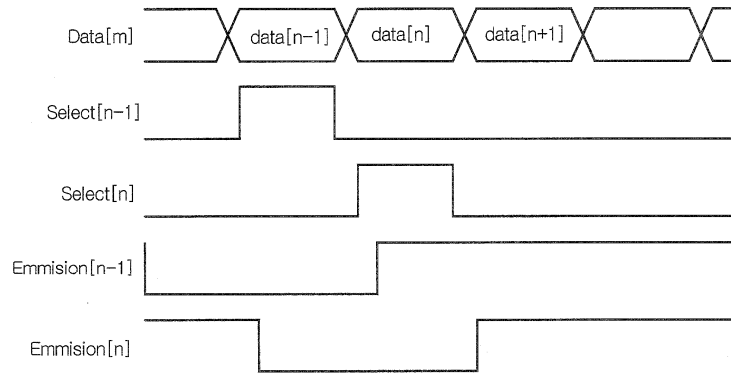 Data[m]
data[n-1]
data[n]
data[n+1]
Select[n-1]
Select[n]
Emmision[n-1]
Emmision[n]